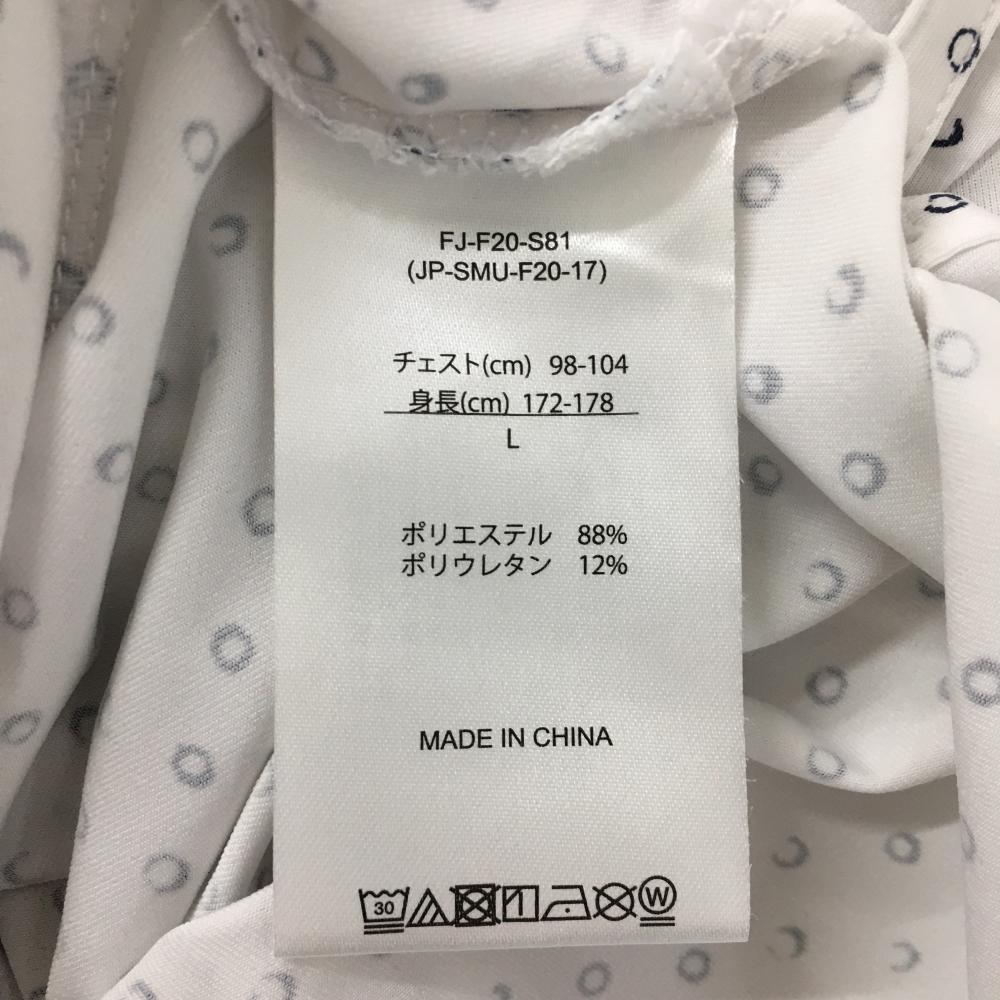 FJ-F20-S81
(JP-SMU-F20-17)
チェスト(cm) 98-104
身長(cm) 172-178
L
ポリエステル 88%
ポリウレタン 12%
MADE IN CHINA
30 W